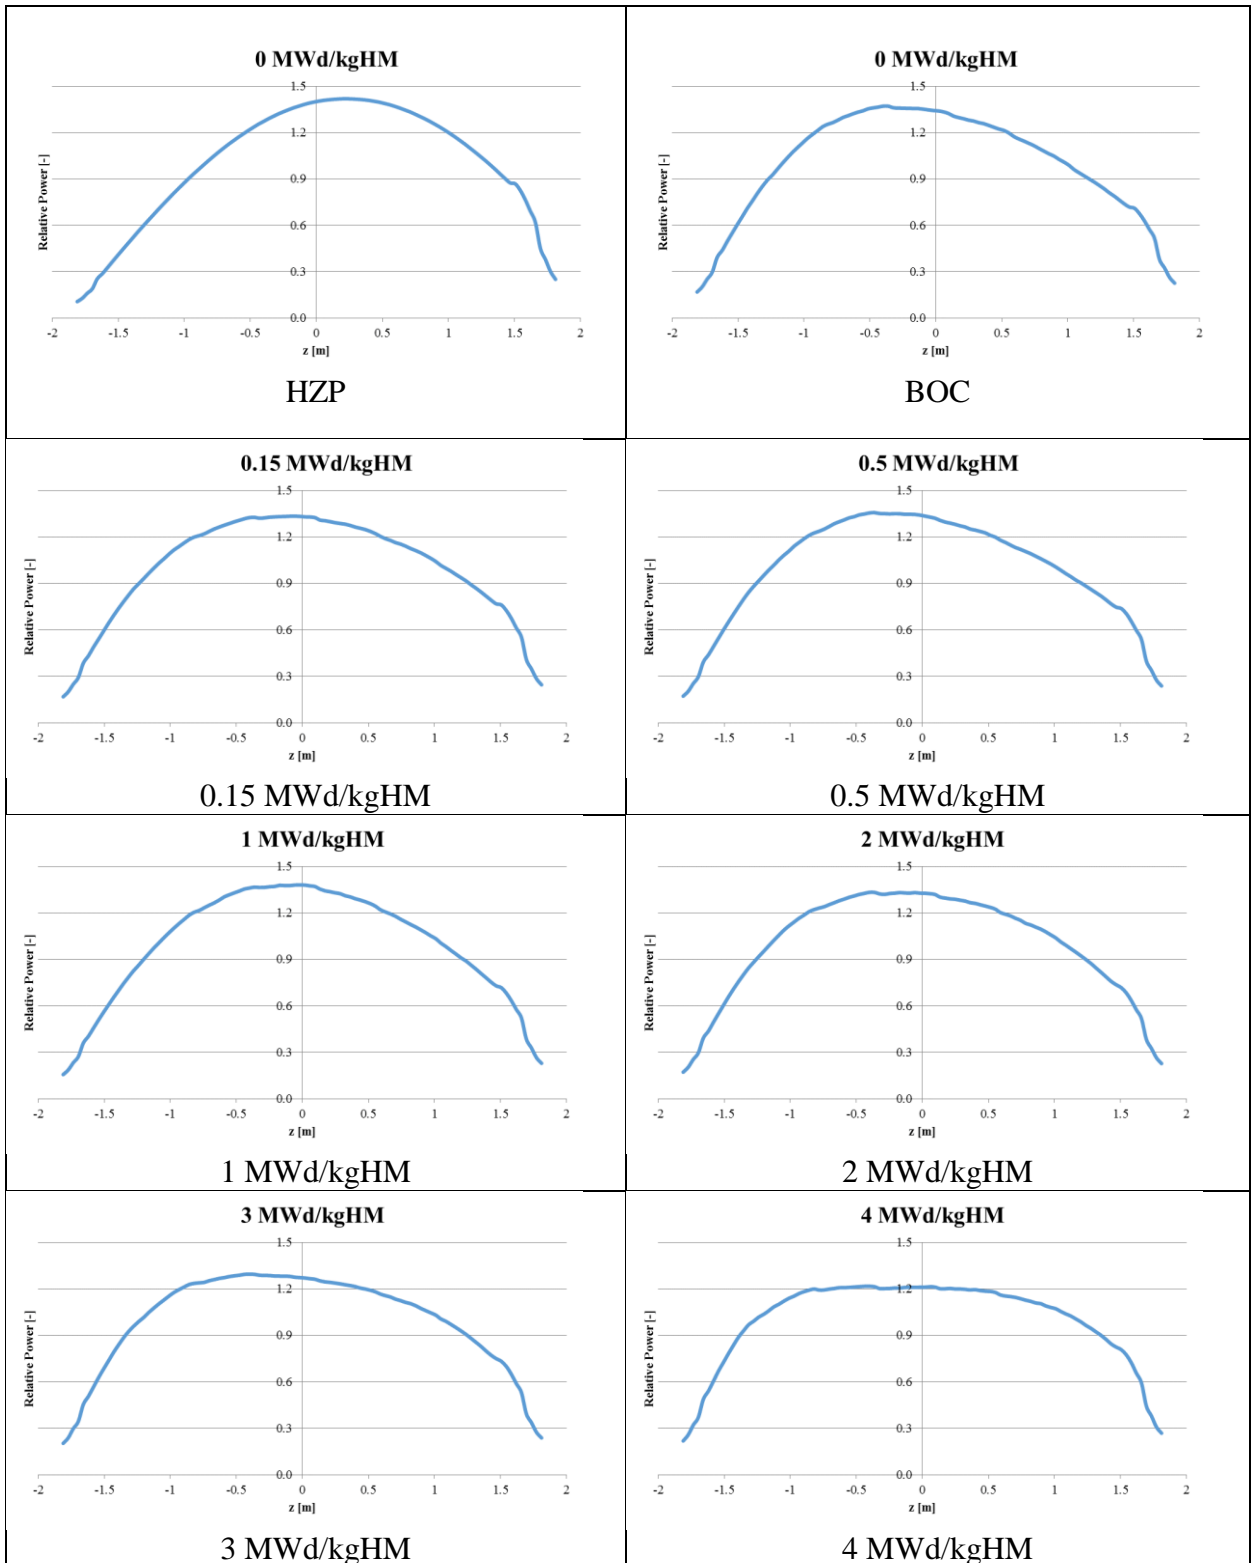 0 MWd/kgHM
Relative Power [-]
1.5
1.2
0.9
0.6
0.3
0.0
-2 -1.5 -1 -0.5 0 0.5 1 1.5 2
z [m]
HZP
0 MWd/kgHM
Relative Power [-]
1.5
1.2
0.9
0.6
0.3
0.0
-2 -1.5 -1 -0.5 0 0.5 1 1.5 2
z [m]
BOC
0.15 MWd/kgHM
Relative Power [-]
1.5
1.2
0.9
0.6
0.3
0.0
-2 -1.5 -1 -0.5 0 0.5 1 1.5 2
z [m]
0.15 MWd/kgHM
0.5 MWd/kgHM
Relative Power [-]
1.5
1.2
0.9
0.6
0.3
0.0
-2 -1.5 -1 -0.5 0 0.5 1 1.5 2
z [m]
0.5 MWd/kgHM
1 MWd/kgHM
Relative Power [-]
1.5
1.2
0.9
0.6
0.3
0.0
-2 -1.5 -1 -0.5 0 0.5 1 1.5 2
z [m]
1 MWd/kgHM
2 MWd/kgHM
Relative Power [-]
1.5
1.2
0.9
0.6
0.3
0.0
-2 -1.5 -1 -0.5 0 0.5 1 1.5 2
z [m]
2 MWd/kgHM
3 MWd/kgHM
Relative Power [-]
1.5
1.2
0.9
0.6
0.3
0.0
-2 -1.5 -1 -0.5 0 0.5 1 1.5 2
z [m]
3 MWd/kgHM
4 MWd/kgHM
Relative Power [-]
1.5
1.2
0.9
0.6
0.3
0.0
-2 -1.5 -1 -0.5 0 0.5 1 1.5 2
z [m]
4 MWd/kgHM